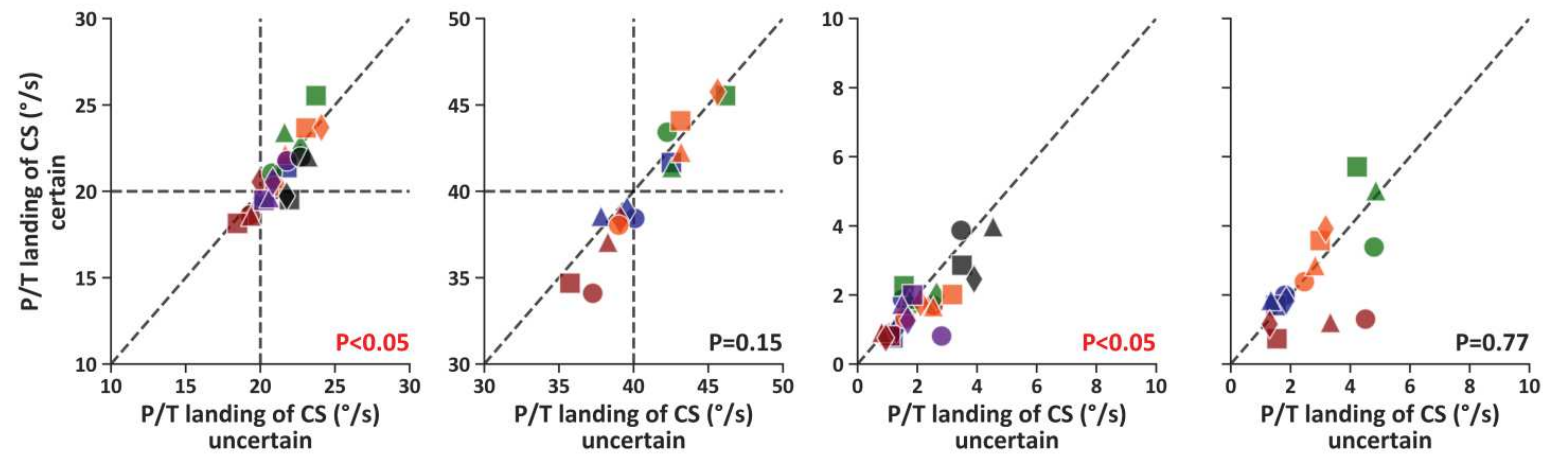 P/T landing of CS (°/s)
certain
30
25
20
15
10
10 15 20 25 30
P<0.05
P/T landing of CS (°/s)
uncertain
50
45
40
35
30
30 35 40 45 50
P=0.15
P/T landing of CS (°/s)
uncertain
10
8
6
4
2
0
0 2 4 6 8 10
P<0.05
P/T landing of CS (°/s)
uncertain
0 2 4 6 8 10
P=0.77
P/T landing of CS (°/s)
uncertain